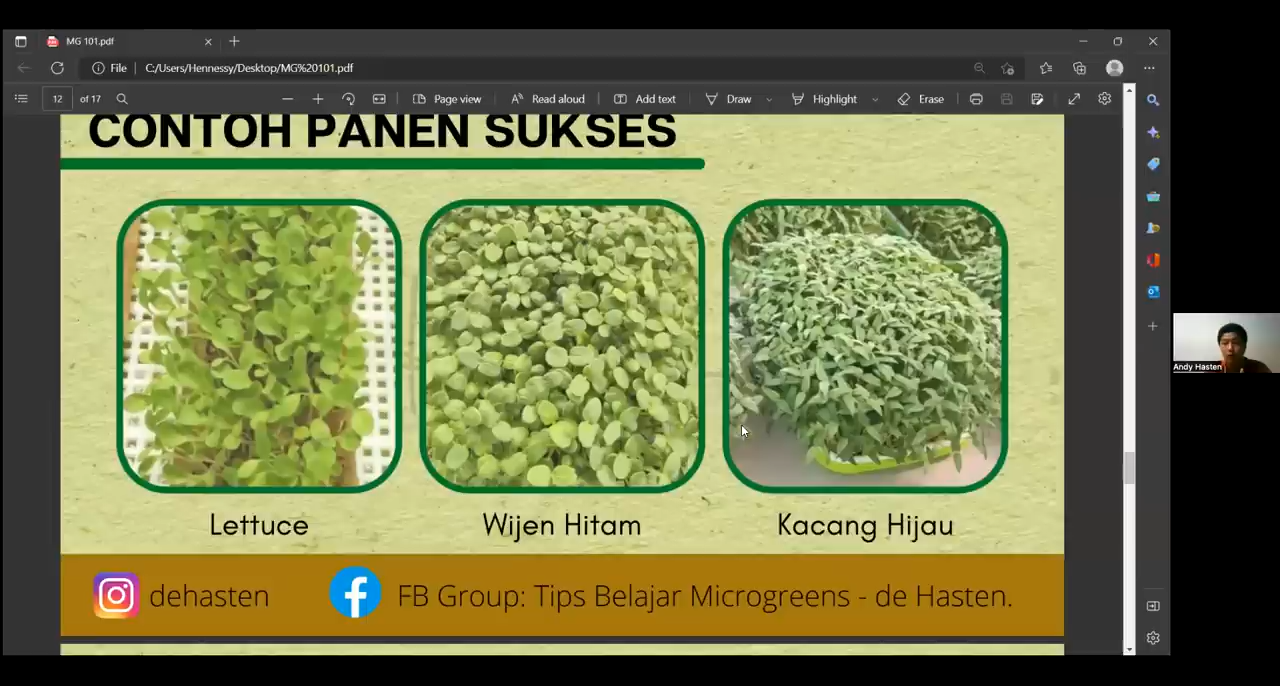 MG 101.pdf
File
C:/Users/Hennessy/Desktop/MG%20101.pdf
12 of 17
Page view
Read aloud
Add text
Draw
Highlight
Erase
CONTOH PANEN SUKSES
Lettuce
Wijen Hitam
Kacang Hijau
dehasten
FB Group: Tips Belajar Microgreens - de Hasten.
Andy Hasten